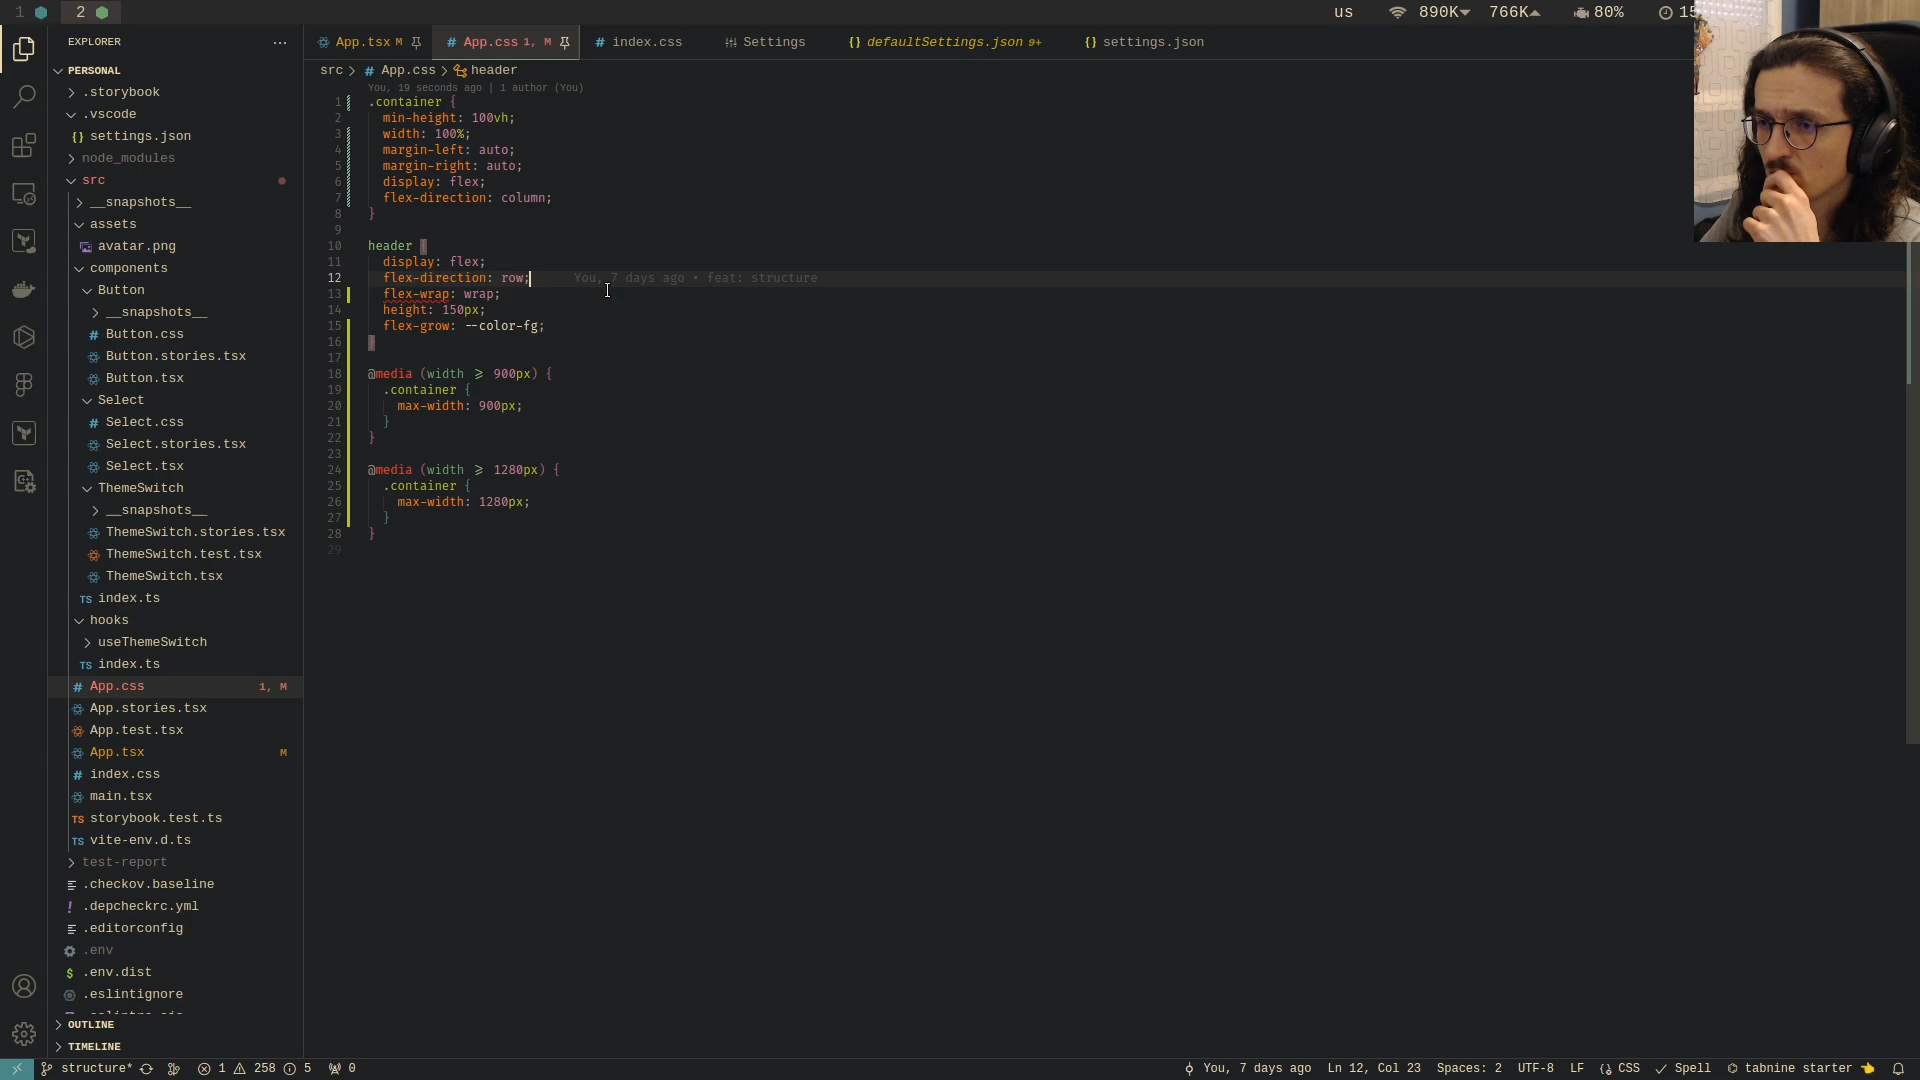 1 2 us 890K 766K 80% 15
EXPLORER
App.tsx M App.css 1, M index.css Settings defaultSettings.json 9+ settings.json
PERSONAL
.storybook
.vscode
settings.json
node_modules
src
__snapshots__
assets
avatar.png
components
Button
__snapshots__
Button.css
Button.stories.tsx
Button.tsx
Select
Select.css
Select.stories.tsx
Select.tsx
ThemeSwitch
__snapshots__
ThemeSwitch.stories.tsx
ThemeSwitch.test.tsx
ThemeSwitch.tsx
index.ts
hooks
useThemeSwitch
index.ts
App.css 1, M
App.stories.tsx
App.test.tsx
App.tsx M
index.css
main.tsx
storybook.test.ts
vite-env.d.ts
test-report
.checkov.baseline
.depcheckrc.yml
.editorconfig
.env
.env.dist
.eslintignore
OUTLINE
TIMELINE
src > App.css > header
You, 19 seconds ago | 1 author (You)
1 .container {
2 min-height: 100vh;
3 width: 100%;
4 margin-left: auto;
5 margin-right: auto;
6 display: flex;
7 flex-direction: column;
8 }
9
10 header {
11 display: flex;
12 flex-direction: row; You, 7 days ago • feat: structure
13 flex-wrap: wrap;
14 height: 150px;
15 flex-grow: --color-fg;
16 }
17
18 @media (width ≥ 900px) {
19 .container {
20 max-width: 900px;
21 }
22 }
23
24 @media (width ≥ 1280px) {
25 .container {
26 max-width: 1280px;
27 }
28 }
29
structure* 1 258 5 0 You, 7 days ago Ln 12, Col 23 Spaces: 2 UTF-8 LF CSS Spell tabnine starter